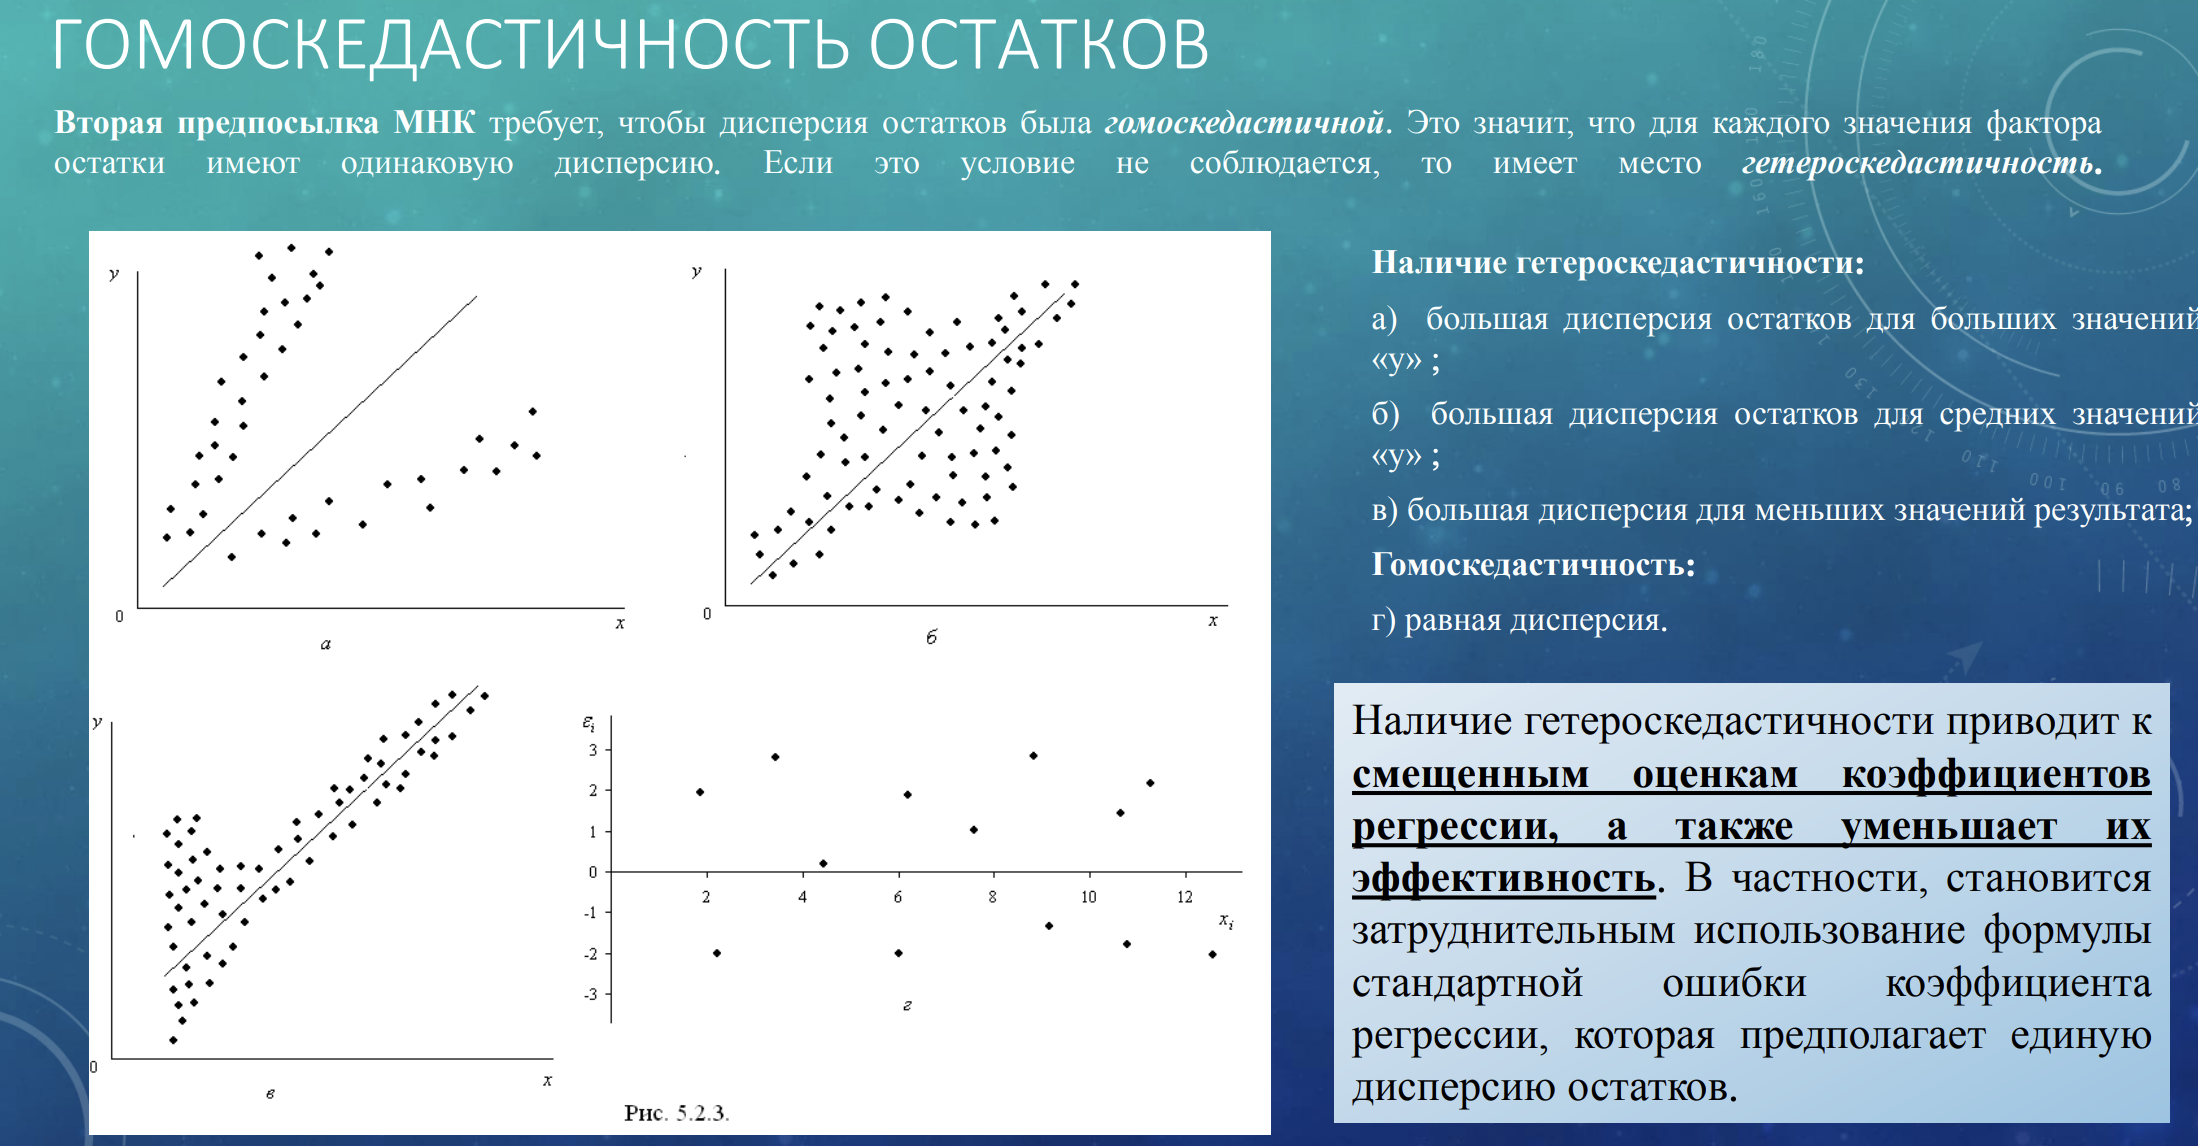 ГОМОСКЕДАСТИЧНОСТЬ ОСТАТКОВ
Вторая предпосылка МНК требует, чтобы дисперсия остатков была гомоскедастичной. Это значит, что для каждого значения фактора
остатки имеют одинаковую дисперсию. Если это условие не соблюдается, то имеет место гетероскедастичность.
y
0
x
а
y
0
x
б
y
0
x
в
εi
3
2
1
0
-1
-2
-3
2 4 6 8 10 12
xi
г
Рис. 5.2.3.
Наличие гетероскедастичности:
а) большая дисперсия остатков для больших значений
«у» ;
б) большая дисперсия остатков для средних значений
«у» ;
в) большая дисперсия для меньших значений результата;
Гомоскедастичность:
г) равная дисперсия.
Наличие гетероскедастичности приводит к
смещенным оценкам коэффициентов
регрессии, а также уменьшает их
эффективность. В частности, становится
затруднительным использование формулы
стандартной ошибки коэффициента
регрессии, которая предполагает единую
дисперсию остатков.